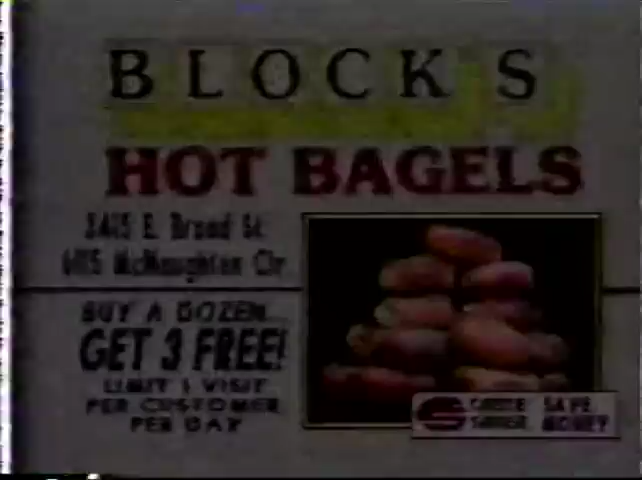 BLOCK'S
HOT BAGELS
3415 E. Broad St.
6115 McNaughten Ctr.
BUY A DOZEN...
GET 3 FREE!
LIMIT 1 VISIT
PER CUSTOMER
PER DAY
SAVE
MONEY